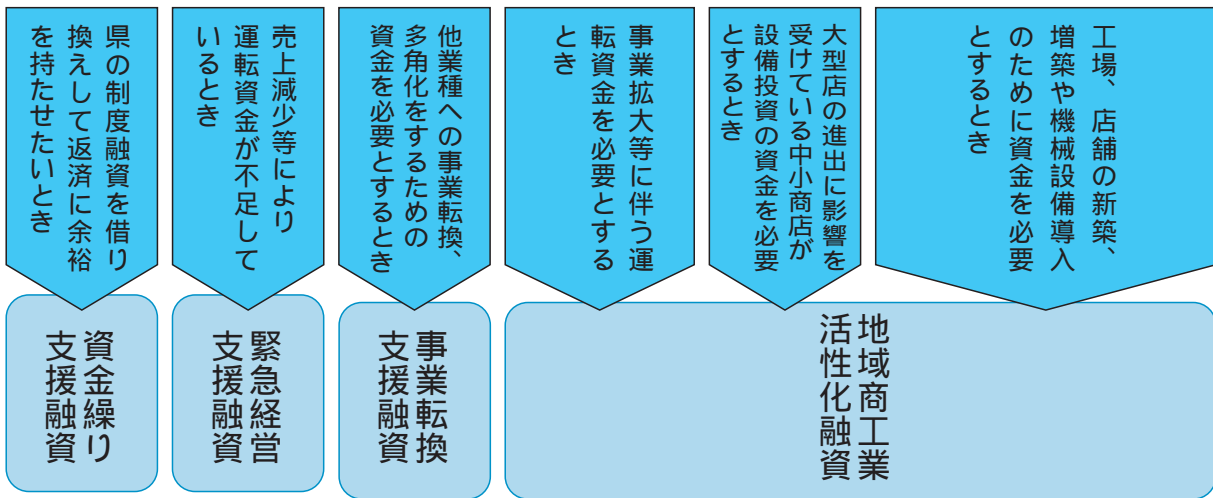 工場、店舗の新築、
増築や機械設備導入
のために資金を必要
とするとき
大型店の進出に影響を
受けている中小商店が
設備投資の資金を必要
とするとき
事業拡大等に伴う運
転資金を必要とする
とき
地域商工業
活性化融資
他業種への事業転換、
多角化をするための
資金を必要とするとき
事業転換
支援融資
売上減少等により
運転資金が不足して
いるとき
緊急経営
支援融資
県の制度融資を借り
換えして返済に余裕
を持たせたいとき
資金繰り
支援融資